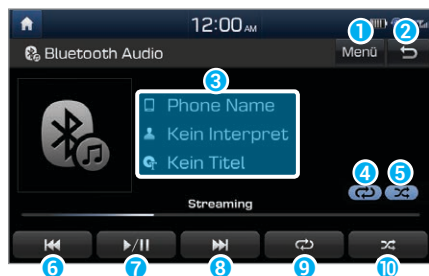 12:00 AM
1 2
Bluetooth Audio Menü
3
Phone Name
Kein Interpret
Kein Titel
4 5
Streaming
6 7 8 9 10